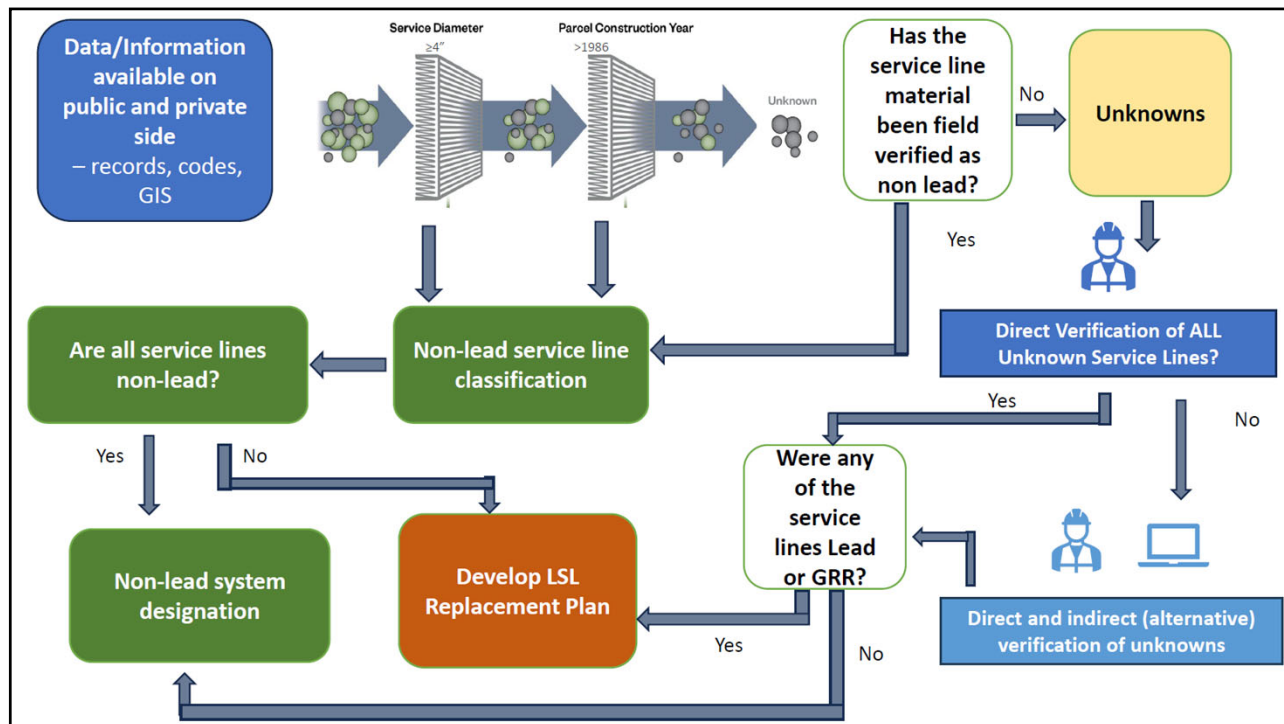 Data/Information
available on
public and private
side
– records, codes,
GIS
Service Diameter
≥4"
Parcel Construction Year
>1986
Unknown
Has the
service line
material
been field
verified as
non lead?
No
Unknowns
Yes
Direct Verification of ALL
Unknown Service Lines?
Are all service lines
non-lead?
Non-lead service line
classification
Yes
No
Yes
No
Were any
of the
service
lines Lead
or GRR?
Non-lead system
designation
Develop LSL
Replacement Plan
Yes
No
Direct and indirect (alternative)
verification of unknowns